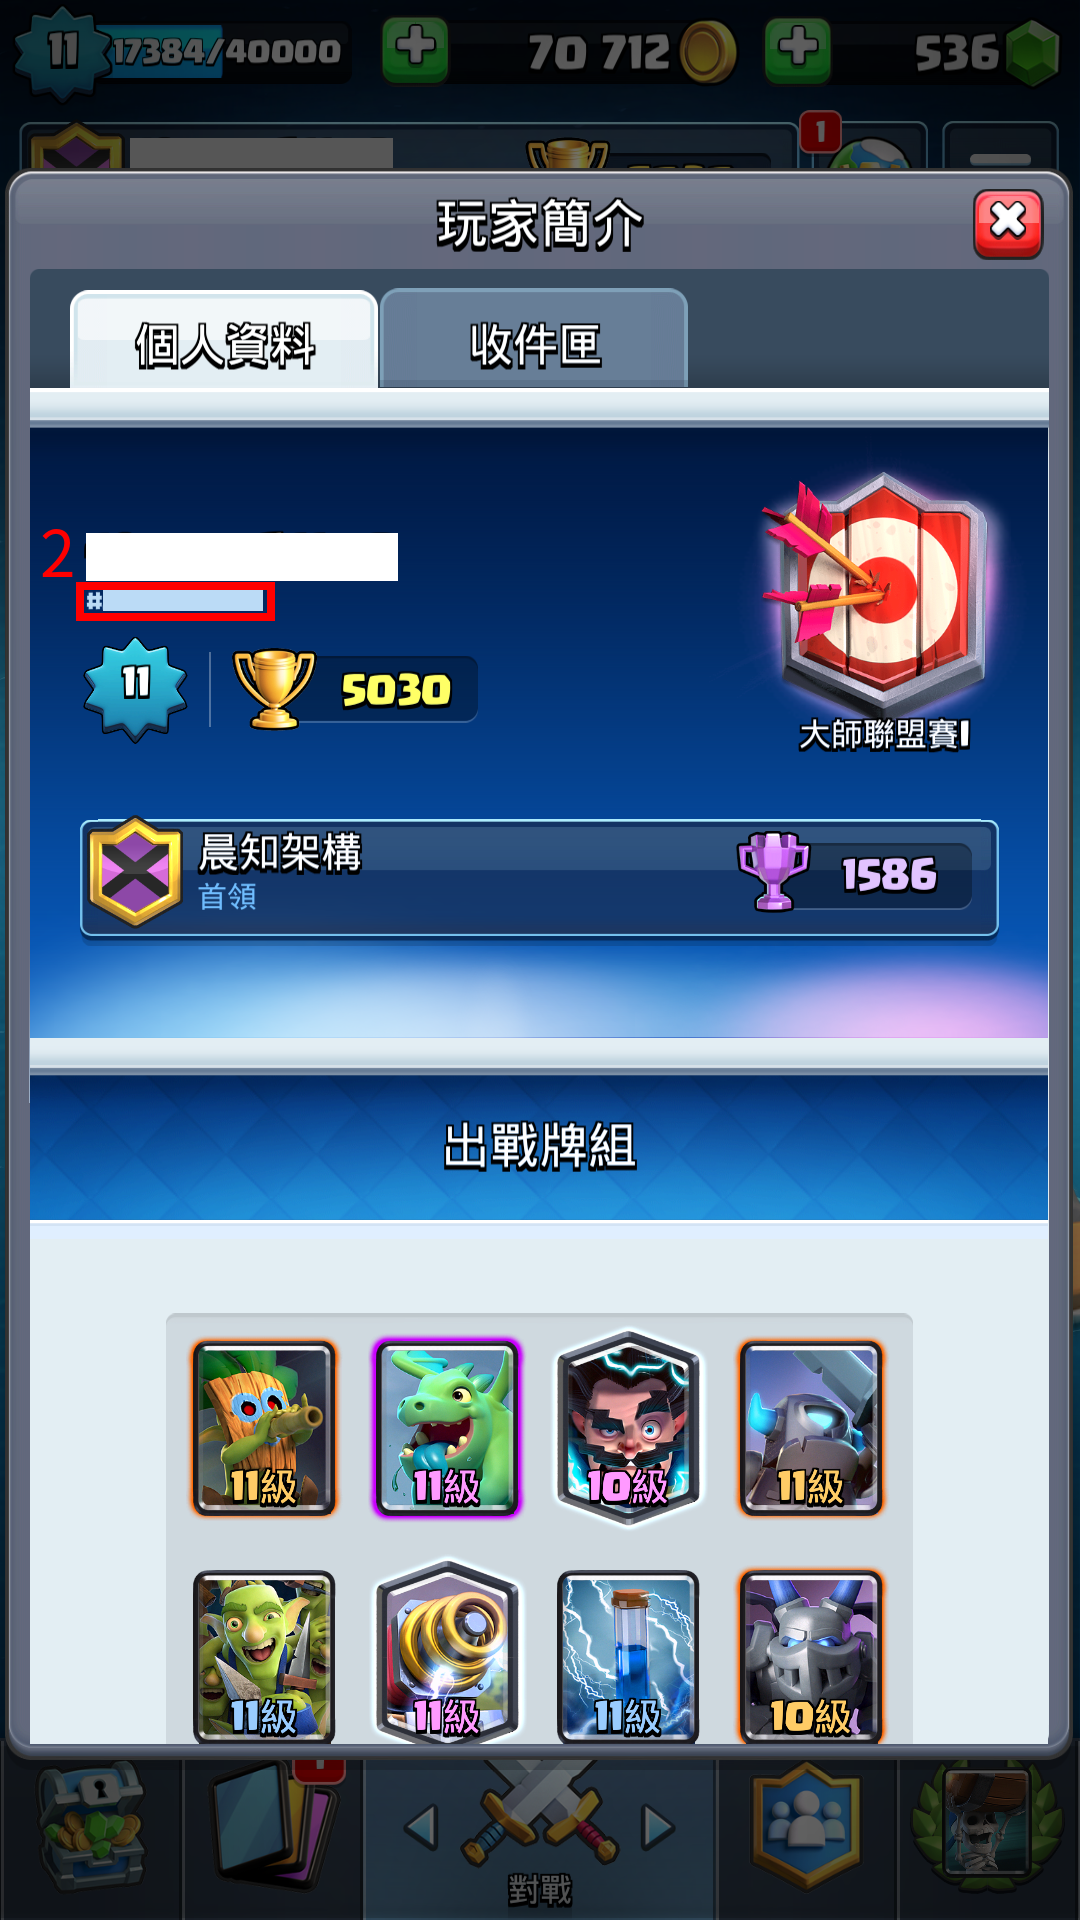 11 17384/40000 70 712 536
1
玩家簡介
個人資料 收件匣
2
#
11 5030
大師聯盟賽I
晨知架構
首領
1586
出戰牌組
11級 11級 10級 11級
11級 11級 11級 10級
對戰